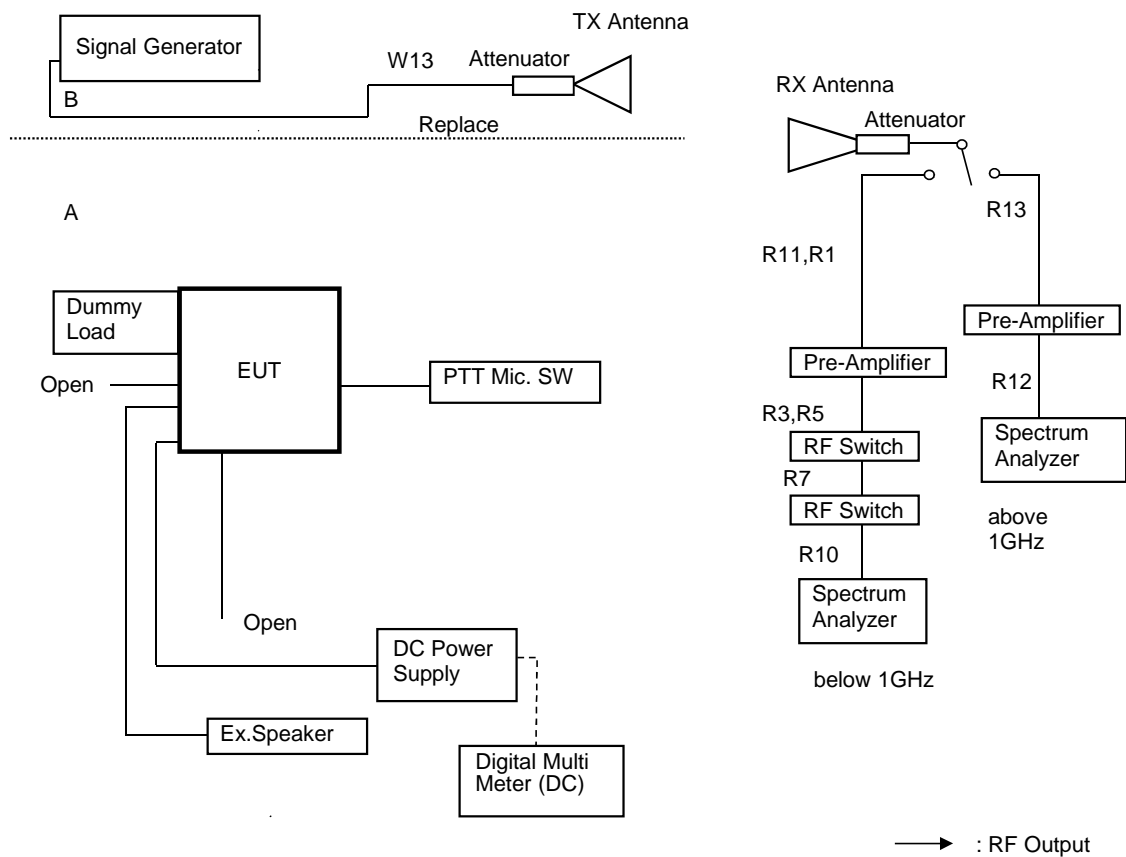 Signal Generator
B
W13
Attenuator
TX Antenna
Replace
A
Dummy
Load
Open
EUT
PTT Mic. SW
Open
DC Power
Supply
Ex.Speaker
Digital Multi
Meter (DC)
RX Antenna
Attenuator
R11,R1
Pre-Amplifier
R3,R5
RF Switch
R7
RF Switch
R10
Spectrum
Analyzer
below 1GHz
R13
Pre-Amplifier
R12
Spectrum
Analyzer
above
1GHz
: RF Output